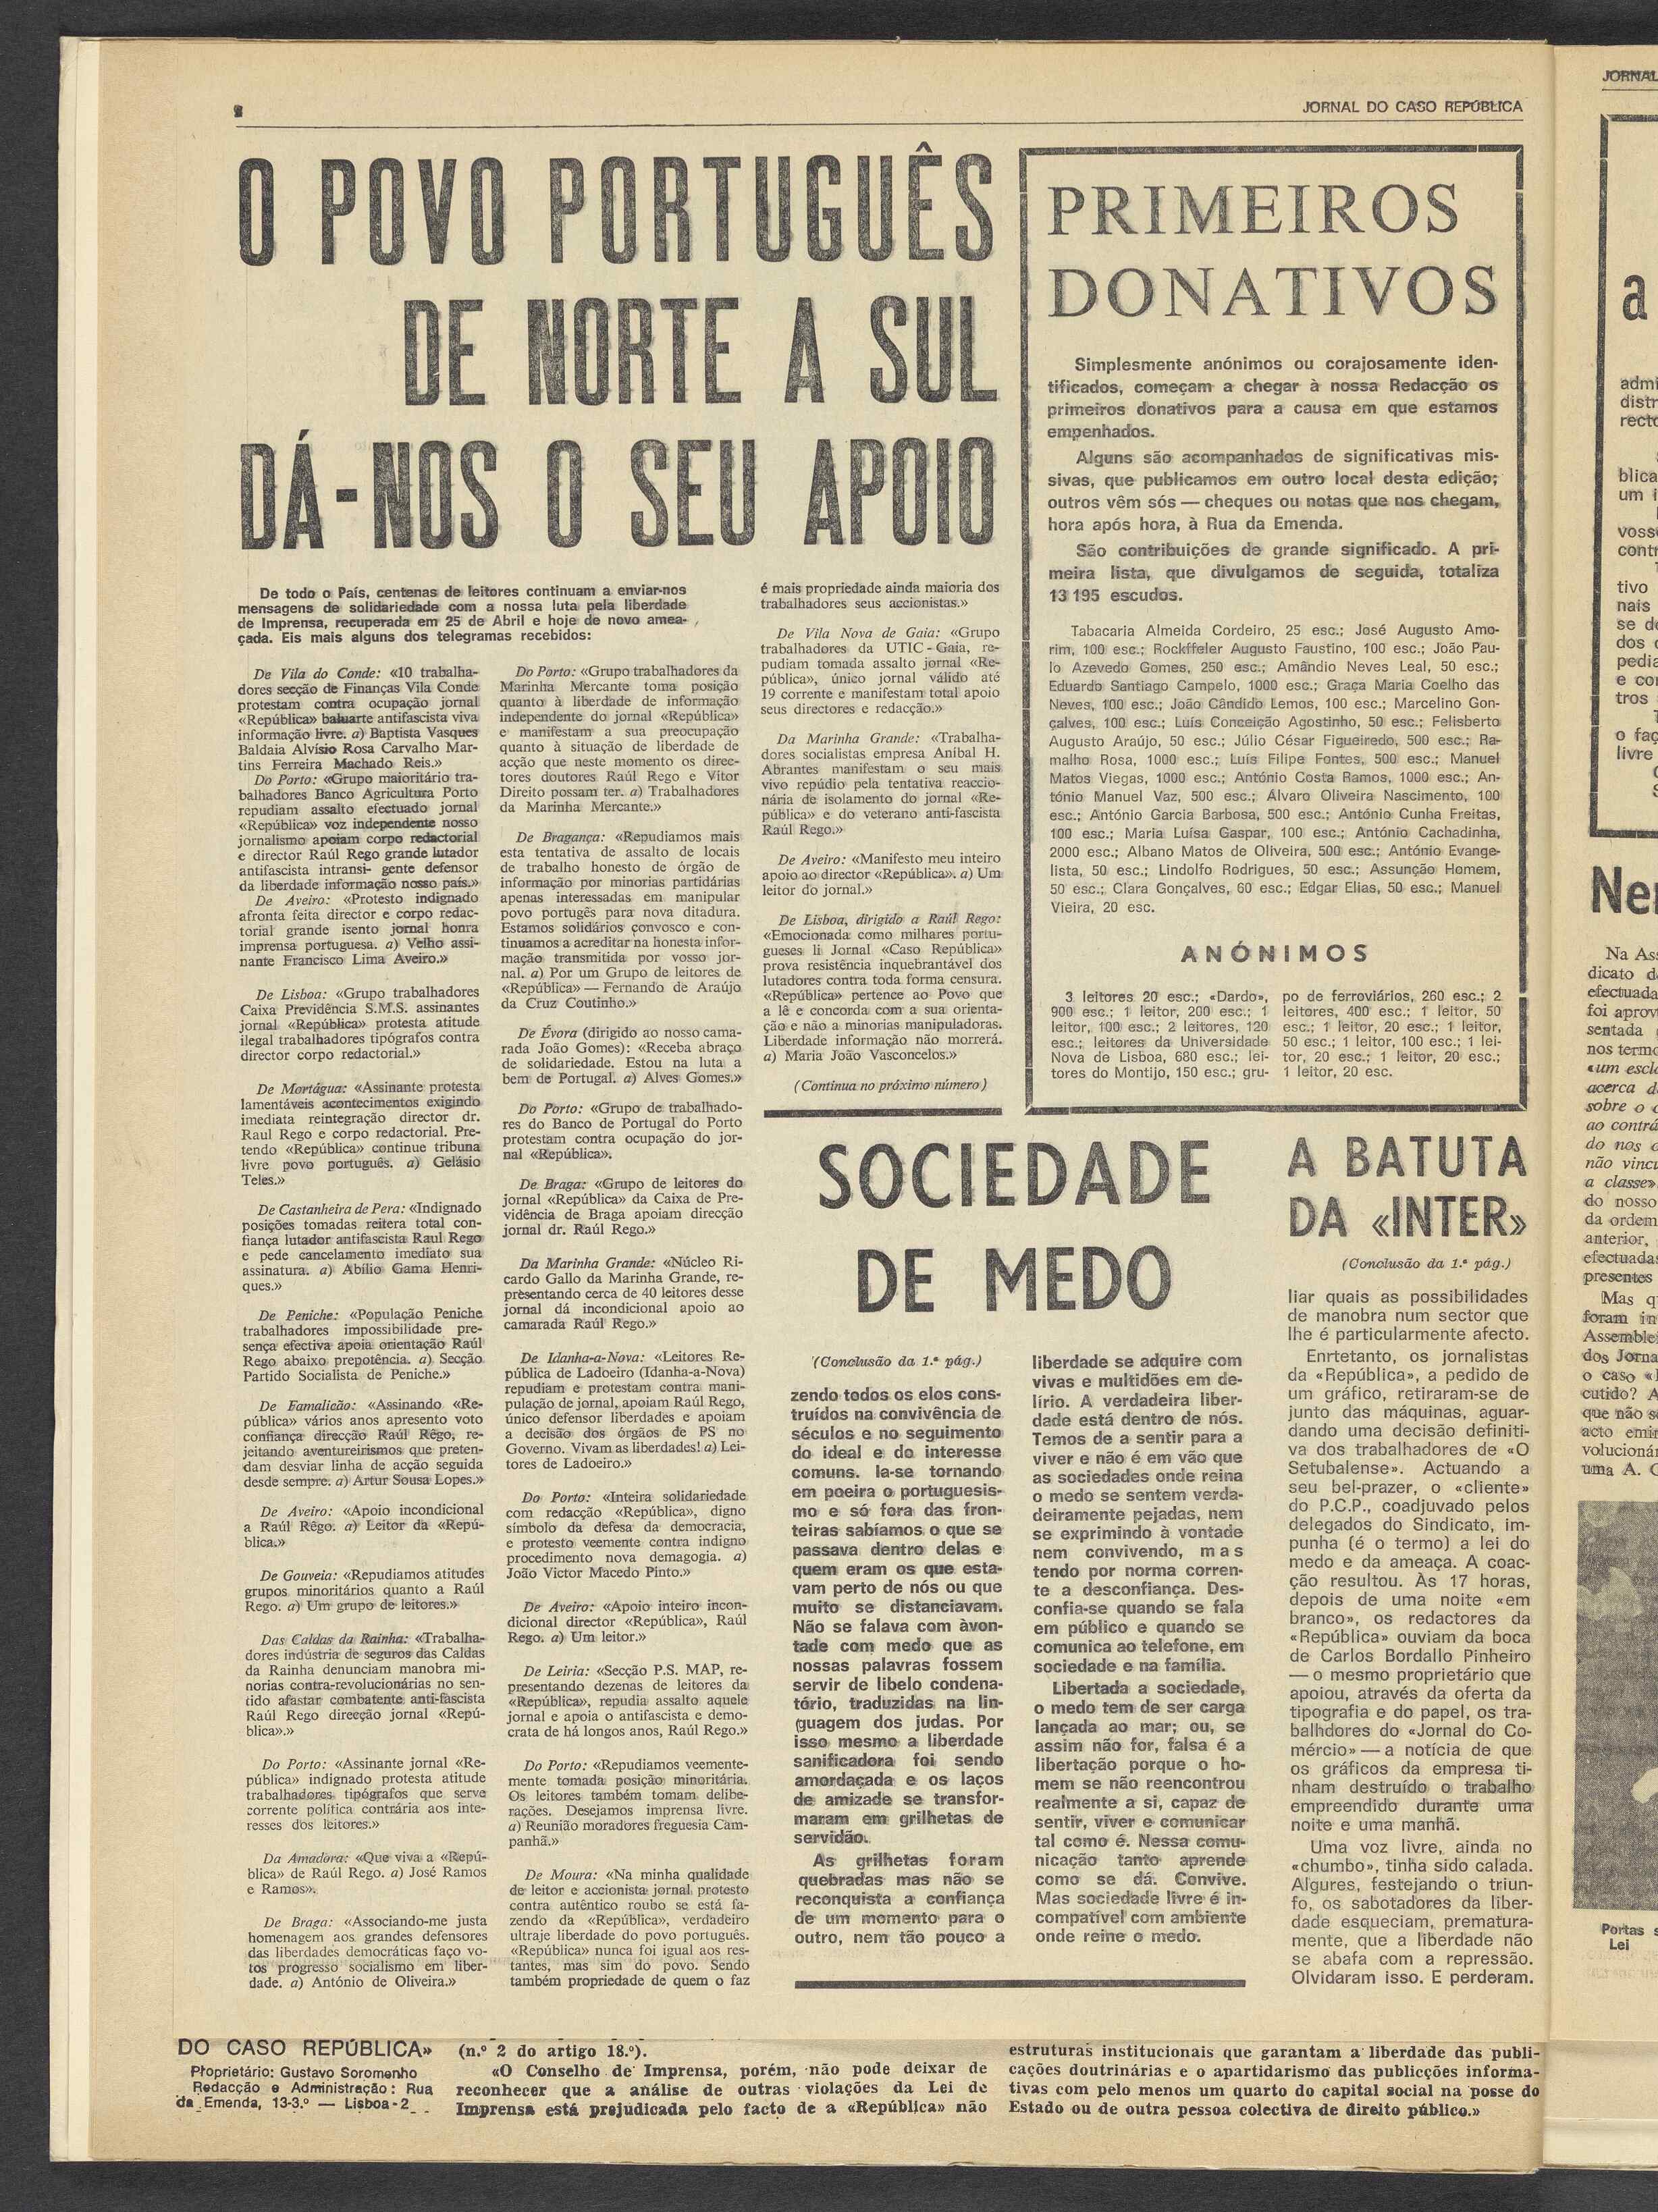 JORNAL DO CASO REPÚBLICA
O POVO PORTUGUÊS
DE NORTE A SUL
DÁ-NOS O SEU APOIO
De todo o País, centenas de leitores continuam a enviar-nos
mensagens de solidariedade com a nossa luta pela liberdade
de Imprensa, recuperada em 25 de Abril e hoje de novo amea-
çada. Eis mais alguns dos telegramas recebidos:
De Vila do Conde: «10 trabalha-
dores secção de Finanças Vila Conde
protestam contra ocupação jornal
«República» baluarte antifascista viva
informação livre. a) Baptista Vasques
Baldaia Alvísio Rosa Carvalho Mar-
tins Ferreira Machado Reis.»
Do Porto: «Grupo maioritário tra-
balhadores Banco Agricultura Porto
repudiam assalto efectuado jornal
«República» voz independente nosso
jornalismo apoiam corpo redactorial
e director Raúl Rego grande lutador
antifascista intransi- gente defensor
da liberdade informação nosso país.»
De Aveiro: «Protesto indignado
afronta feita director e corpo redac-
torial grande isento jornal honra
imprensa portuguesa. a) Velho assi-
nante Francisco Lima Aveiro.»
De Lisboa: «Grupo trabalhadores
Caixa Previdência S.M.S. assinantes
jornal «República» protesta atitude
ilegal trabalhadores tipógrafos contra
director corpo redactorial.»
De Mortágua: «Assinante protesta
lamentáveis acontecimentos exigindo
imediata reintegração director dr.
Raul Rego e corpo redactorial. Pre-
tendo «República» continue tribuna
livre povo português. a) Gelásio
Teles.»
De Castanheira de Pera: «Indignado
posições tomadas reitera total con-
fiança lutador antifascista Raul Rego
e pede cancelamento imediato sua
assinatura. a) Abílio Gama Henri-
ques.»
De Peniche: «População Peniche
trabalhadores impossibilidade pre-
sença efectiva apoia orientação Raúl
Rego abaixo prepotência. a) Secção
Partido Socialista de Peniche.»
De Famalicão: «Assinando «Re-
pública» vários anos apresento voto
confiança direcção Raúl Rêgo, re-
jeitando aventureirismos que preten-
dam desviar linha de acção seguida
desde sempre. a) Artur Sousa Lopes.»
De Aveiro: «Apoio incondicional
a Raúl Rêgo. a) Leitor da «Repú-
blica.»
De Gouveia: «Repudiamos atitudes
grupos minoritários quanto a Raúl
Rego. a) Um grupo de leitores.»
Das Caldas da Rainha: «Trabalha-
dores indústria de seguros das Caldas
da Rainha denunciam manobra mi-
norias contra-revolucionárias no sen-
tido afastar combatente anti-fascista
Raúl Rego direcção jornal «Repú-
blica».»
Do Porto: «Assinante jornal «Re-
pública» indignado protesta atitude
trabalhadores tipógrafos que serve
corrente política contrária aos inte-
resses dos leitores.»
Da Amadora: «Que viva a «Repú-
blica» de Raúl Rego. a) José Ramos
e Ramos».
De Braga: «Associando-me justa
homenagem aos grandes defensores
das liberdades democráticas faço vo-
tos progresso socialismo em liber-
dade. a) António de Oliveira.»
Do Porto: «Grupo trabalhadores da
Marinha Mercante toma posição
quanto à liberdade de informação
independente do jornal «República»
e manifestam a sua preocupação
quanto à situação de liberdade de
acção que neste momento os direc-
tores doutores Raúl Rego e Vítor
Direito possam ter. a) Trabalhadores
da Marinha Mercante.»
De Bragança: «Repudiamos mais
esta tentativa de assalto de locais
de trabalho honesto de órgão de
informação por minorias partidárias
apenas interessadas em manipular
povo portugês para nova ditadura.
Estamos solidários convosco e con-
tinuamos a acreditar na honesta infor-
mação transmitida por vosso jor-
nal. a) Por um Grupo de leitores de
«República» — Fernando de Araújo
da Cruz Coutinho.»
De Évora (dirigido ao nosso cama-
rada João Gomes): «Receba abraço
de solidariedade. Estou na luta a
bem de Portugal. a) Alves Gomes.»
Do Porto: «Grupo de trabalhado-
res do Banco de Portugal do Porto
protestam contra ocupação do jor-
nal «República».
De Braga: «Grupo de leitores do
jornal «República» da Caixa de Pre-
vidência de Braga apoiam direcção
jornal dr. Raúl Rego.»
Da Marinha Grande: «Núcleo Ri-
cardo Gallo da Marinha Grande, re-
presentando cerca de 40 leitores desse
jornal dá incondicional apoio ao
camarada Raúl Rego.»
De Idanha-a-Nova: «Leitores Re-
pública de Ladoeiro (Idanha-a-Nova)
repudiam e protestam contra mani-
pulação de jornal, apoiam Raúl Rego,
único defensor liberdades e apoiam
a decisão dos órgãos de PS no
Governo. Vivam as liberdades! a) Lei-
tores de Ladoeiro.»
Do Porto: «Inteira solidariedade
com redacção «República», digno
símbolo da defesa da democracia,
e protesto veemente contra indigno
procedimento nova demagogia. a)
João Victor Macedo Pinto.»
De Aveiro: «Apoio inteiro incon-
dicional director «República», Raúl
Rego. a) Um leitor.»
De Leiria: «Secção P.S. MAP, re-
presentando dezenas de leitores da
«República», repudia assalto aquele
jornal e apoia o antifascista e demo-
crata de há longos anos, Raúl Rego.»
Do Porto: «Repudiamos veemente-
mente tomada posição minoritária.
Os leitores também tomam delibe-
rações. Desejamos imprensa livre.
a) Reunião moradores freguesia Cam-
panhã.»
De Moura: «Na minha qualidade
de leitor e accionista jornal protesto
contra autêntico roubo se está fa-
zendo da «República», verdadeiro
ultraje liberdade do povo português.
«República» nunca foi igual aos res-
tantes, mas sim do povo. Sendo
também propriedade de quem o faz
é mais propriedade ainda maioria dos
trabalhadores seus accionistas.»
De Vila Nova de Gaia: «Grupo
trabalhadores da UTIC-Gaia, re-
pudiam tomada assalto jornal «Re-
pública», único jornal válido até
19 corrente e manifestam total apoio
seus directores e redacção.»
Da Marinha Grande: «Trabalha-
dores socialistas empresa Aníbal H.
Abrantes manifestam o seu mais
vivo repúdio pela tentativa reaccio-
nária de isolamento do jornal «Re-
pública» e do veterano anti-fascista
Raúl Rego.»
De Aveiro: «Manifesto meu inteiro
apoio ao director «República». a) Um
leitor do jornal.»
De Lisboa, dirigido a Raúl Rego:
«Emocionada como milhares portu-
gueses li Jornal «Caso República»
prova resistência inquebrantável dos
lutadores contra toda forma censura.
«República» pertence ao Povo que
a lê e concorda com a sua orienta-
ção e não a minorias manipuladoras.
Liberdade informação não morrerá.
a) Maria João Vasconcelos.»
(Continua no próximo número)
PRIMEIROS
DONATIVOS
Simplesmente anónimos ou corajosamente iden-
tificados, começam a chegar à nossa Redacção os
primeiros donativos para a causa em que estamos
empenhados.
Alguns são acompanhados de significativas mis-
sivas, que publicamos em outro local desta edição;
outros vêm sós — cheques ou notas que nos chegam,
hora após hora, à Rua da Emenda.
São contribuições de grande significado. A pri-
meira lista, que divulgamos de seguida, totaliza
13 195 escudos.
Tabacaria Almeida Cordeiro, 25 esc.; José Augusto Amo-
rim, 100 esc.; Rockffeler Augusto Faustino, 100 esc.; João Pau-
lo Azevedo Gomes, 250 esc.; Amândio Neves Leal, 50 esc.;
Eduardo Santiago Campelo, 1000 esc.; Graça Maria Coelho das
Neves, 100 esc.; João Cândido Lemos, 100 esc.; Marcelino Gon-
çalves, 100 esc.; Luís Conceição Agostinho, 50 esc.; Felisberto
Augusto Araújo, 50 esc.; Júlio César Figueiredo, 500 esc.; Ra-
malho Rosa, 1000 esc.; Luís Filipe Fontes, 500 esc.; Manuel
Matos Viegas, 1000 esc.; António Costa Ramos, 1000 esc.; An-
tónio Manuel Vaz, 500 esc.; Álvaro Oliveira Nascimento, 100
esc.; António Garcia Barbosa, 500 esc.; António Cunha Freitas,
100 esc.; Maria Luísa Gaspar, 100 esc.; António Cachadinha,
2000 esc.; Albano Matos de Oliveira, 500 esc.; António Evange-
lista, 50 esc.; Lindolfo Rodrigues, 50 esc.; Assunção Homem,
50 esc.; Clara Gonçalves, 60 esc.; Edgar Elias, 50 esc.; Manuel
Vieira, 20 esc.
ANÓNIMOS
3 leitores 20 esc.; «Dardo»,
900 esc.; 1 leitor, 200 esc.; 1
leitor, 100 esc.; 2 leitores, 120
esc.; leitores da Universidade
Nova de Lisboa, 680 esc.; lei-
tores do Montijo, 150 esc.; gru-
po de ferroviários, 260 esc.; 2
leitores, 400 esc.; 1 leitor, 50
esc.; 1 leitor, 20 esc.; 1 leitor,
50 esc.; 1 leitor, 100 esc.; 1 lei-
tor, 20 esc.; 1 leitor, 20 esc.;
1 leitor, 20 esc.
SOCIEDADE
DE MEDO
(Conclusão da 1.ª pág.)
zendo todos os elos cons-
truídos na convivência de
séculos e no seguimento
do ideal e do interesse
comuns. Ia-se tornando
em poeira o portuguesis-
mo e só fora das fron-
teiras sabíamos o que se
passava dentro delas e
quem eram os que esta-
vam perto de nós ou que
muito se distanciavam.
Não se falava com àvon-
tade com medo que as
nossas palavras fossem
servir de libelo condena-
tório, traduzidas na lin-
guagem dos judas. Por
isso mesmo a liberdade
sanificadora foi sendo
amordaçada e os laços
de amizade se transfor-
maram em grilhetas de
servidão.
As grilhetas foram
quebradas mas não se
reconquista a confiança
de um momento para o
outro, nem tão pouco a
liberdade se adquire com
vivas e multidões em de-
lírio. A verdadeira liber-
dade está dentro de nós.
Temos de a sentir para a
viver e não é em vão que
as sociedades onde reina
o medo se sentem verda-
deiramente pejadas, nem
se exprimindo à vontade
nem convivendo, mas
tendo por norma corren-
te a desconfiança. Des-
confia-se quando se fala
em público e quando se
comunica ao telefone, em
sociedade e na família.
Libertada a sociedade,
o medo tem de ser carga
lançada ao mar; ou, se
assim não for, falsa é a
libertação porque o ho-
mem se não reencontrou
realmente a si, capaz de
sentir, viver e comunicar
tal como é. Nessa comu-
nicação tanto aprende
como se dá. Convive.
Mas sociedade livre é in-
compatível com ambiente
onde reine o medo.
A BATUTA
DA «INTER»
(Conclusão da 1.ª pág.)
liar quais as possibilidades
de manobra num sector que
lhe é particularmente afecto.
Enrtetanto, os jornalistas
da «República», a pedido de
um gráfico, retiraram-se de
junto das máquinas, aguar-
dando uma decisão definiti-
va dos trabalhadores de «O
Setubalense». Actuando a
seu bel-prazer, o «cliente»
do P.C.P., coadjuvado pelos
delegados do Sindicato, im-
punha (é o termo) a lei do
medo e da ameaça. A coac-
ção resultou. Às 17 horas,
depois de uma noite «em
branco», os redactores da
«República» ouviam da boca
de Carlos Bordallo Pinheiro
— o mesmo proprietário que
apoiou, através da oferta da
tipografia e do papel, os tra-
balhdores do «Jornal do Co-
mércio» — a notícia de que
os gráficos da empresa ti-
nham destruído o trabalho
empreendido durante uma
noite e uma manhã.
Uma voz livre, ainda no
«chumbo», tinha sido calada.
Algures, festejando o triun-
fo, os sabotadores da liber-
dade esqueciam, prematura-
mente, que a liberdade não
se abafa com a repressão.
Olvidaram isso. E perderam.
DO CASO REPÚBLICA»
Proprietário: Gustavo Soromenho
Redacção e Administração: Rua
da Emenda, 13-3.º — Lisboa-2
(n.º 2 do artigo 18.º).
«O Conselho de Imprensa, porém, não pode deixar de
reconhecer que a análise de outras violações da Lei de
Imprensa está prejudicada pelo facto de a «República» não
estruturas institucionais que garantam a liberdade das publi-
cações doutrinárias e o apartidarismo das publicções informa-
tivas com pelo menos um quarto do capital social na posse do
Estado ou de outra pessoa colectiva de direito público.»
JORNAL
a
Na Ass
dicato d
efectuada
foi aprov
sentada
nos termo
«um escl
acerca d
sobre o c
ao contrá
do nos
não vincu
a classe».
do nosso
da ordem
anterior,
efectuadas
presentes
Mas q
foram in
Assemble
dos Jorna
o caso «
cutido? A
que não s
acto emi
volucionár
uma A.
Portas
Lei